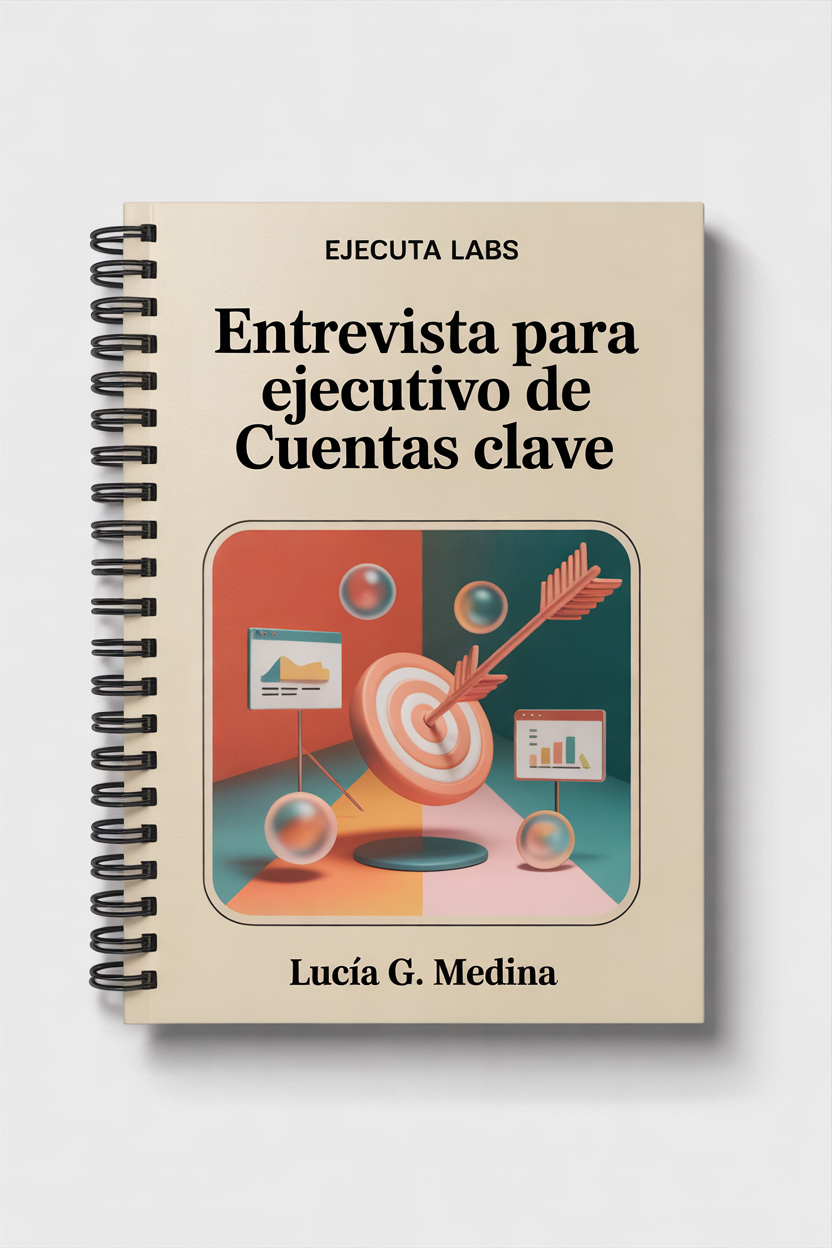 EJECUTA LABS
Entrevista para
ejecutivo de
Cuentas clave
Lucía G. Medina